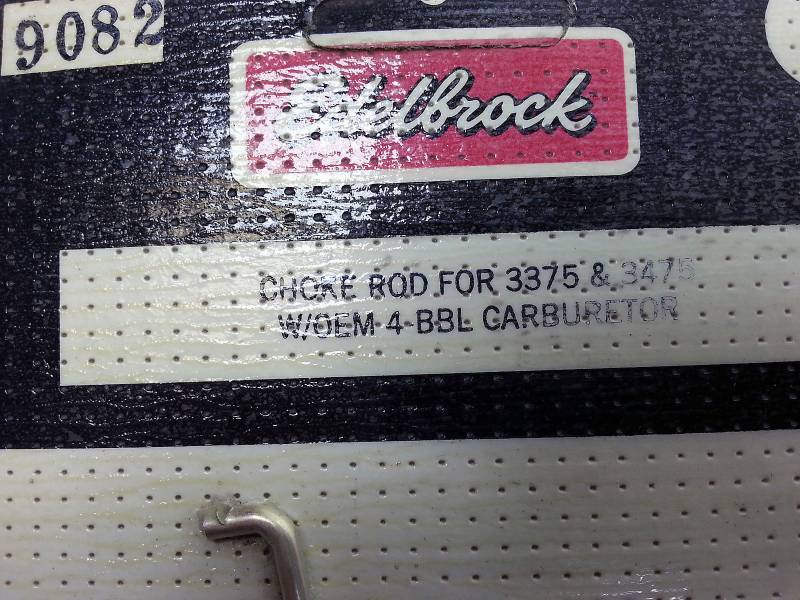 9082
Edelbrock
CHOKE ROD FOR 3375 & 3475
W/OEM 4-BBL CARBURETOR